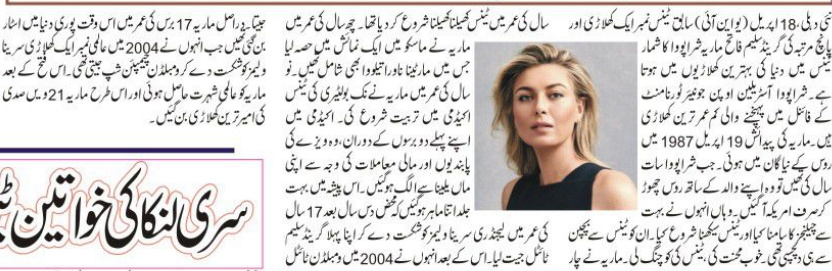 نئی دہلی،18 اپریل (یو این آئی) سابق ٹینس نمبر ایک کھلاڑی اور
پانچ مرتبہ کی گرینڈ سلیم فاتح ماریہ شراپووا کا شمار
ٹینس میں دنیا کی بہترین کھلاڑیوں میں ہوتا
ہے۔ شراپووا آسٹریلین اوپن جونیئر ٹورنامنٹ
کے فائنل میں پہنچنے والی کم عمر ترین کھلاڑی
ہیں۔ ماریہ کی پیدائش 19 اپریل 1987 میں
روس کے نیاگان میں ہوئی۔ جب شراپووا سات
سال کی تھیں تو وہ اپنے والد کے ساتھ روس چھوڑ
کر صرف امریکہ آ گئیں۔ وہاں انہوں نے بہت
سے چیلنجز کا سامنا کیا اور ٹینس سیکھنا شروع کیا۔ ان کو ٹینس سے بچپن
سے ہی دلچسپی تھی۔ خوب محنت کی، ٹینس کی کوچنگ لی۔ ماریہ نے چار
سال کی عمر میں ٹینس کھیلنا کھیلنا شروع کر دیا تھا۔ چھ سال کی عمر میں
ماریہ نے ماسکو میں ایک نمائش میں حصہ لیا
جس میں مارٹینا ناوراتیلووا بھی شامل تھیں۔ نو
سال کی عمر میں ماریہ نے نک بولٹیری کی ٹینس
اکیڈمی میں تربیت شروع کی۔ اکیڈمی میں
اپنے پہلے دو برسوں کے دوران، وہ ویزے کی
پابندیوں اور مالی معاملات کی وجہ سے اپنی
ماں یلینا سے الگ ہوگئیں۔ اس پیشہ میں بہت
جلد اتنا ماہر ہوگئیں کہ محض دس سال بعد 17 سال
کی عمر میں لیجنڈری سرینا ولیمز کو شکست دے کر اپنا پہلا گرینڈ سلیم
ٹائٹل جیت لیا۔ اس کے بعد انہوں نے 2004 میں ومبلڈن ٹائٹل
جیتا۔ دراصل ماریہ 17 برس کی عمر میں اس وقت پوری دنیا میں اسٹار
بن گئی تھیں جب انہوں نے 2004 میں عالمی نمبر ایک کھلاڑی سرینا
ولیمز کو شکست دے کر ومبلڈن چیمپئن شپ جیتی تھی۔ اس فتح کے بعد
ماریہ کو عالمی شہرت حاصل ہوئی اور اس طرح ماریہ 21 ویں صدی
کی امیر ترین کھلاڑی بن گئیں۔
سری لنکا کی خواتین